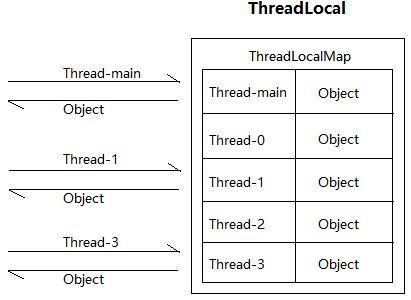 ThreadLocal
ThreadLocalMap
Thread-main
Object
Thread-1
Object
Thread-3
Object
Thread-main Object
Thread-0 Object
Thread-1 Object
Thread-2 Object
Thread-3 Object